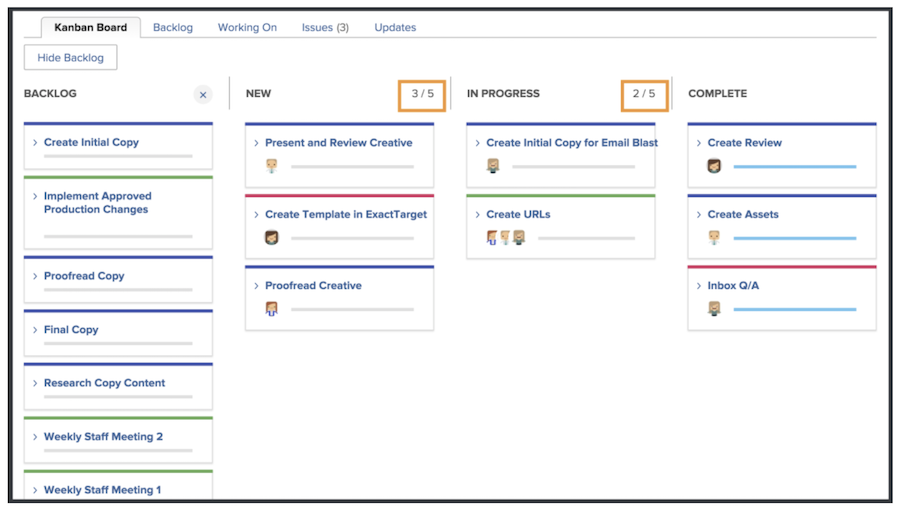 Kanban Board
Backlog
Working On
Issues (3)
Updates
Hide Backlog
BACKLOG
×
Create Initial Copy
Implement Approved
Production Changes
Proofread Copy
Final Copy
Research Copy Content
Weekly Staff Meeting 2
Weekly Staff Meeting 1
NEW
3 / 5
Present and Review Creative
Create Template in ExactTarget
Proofread Creative
IN PROGRESS
2 / 5
Create Initial Copy for Email Blast
Create URLs
COMPLETE
Create Review
Create Assets
Inbox Q/A